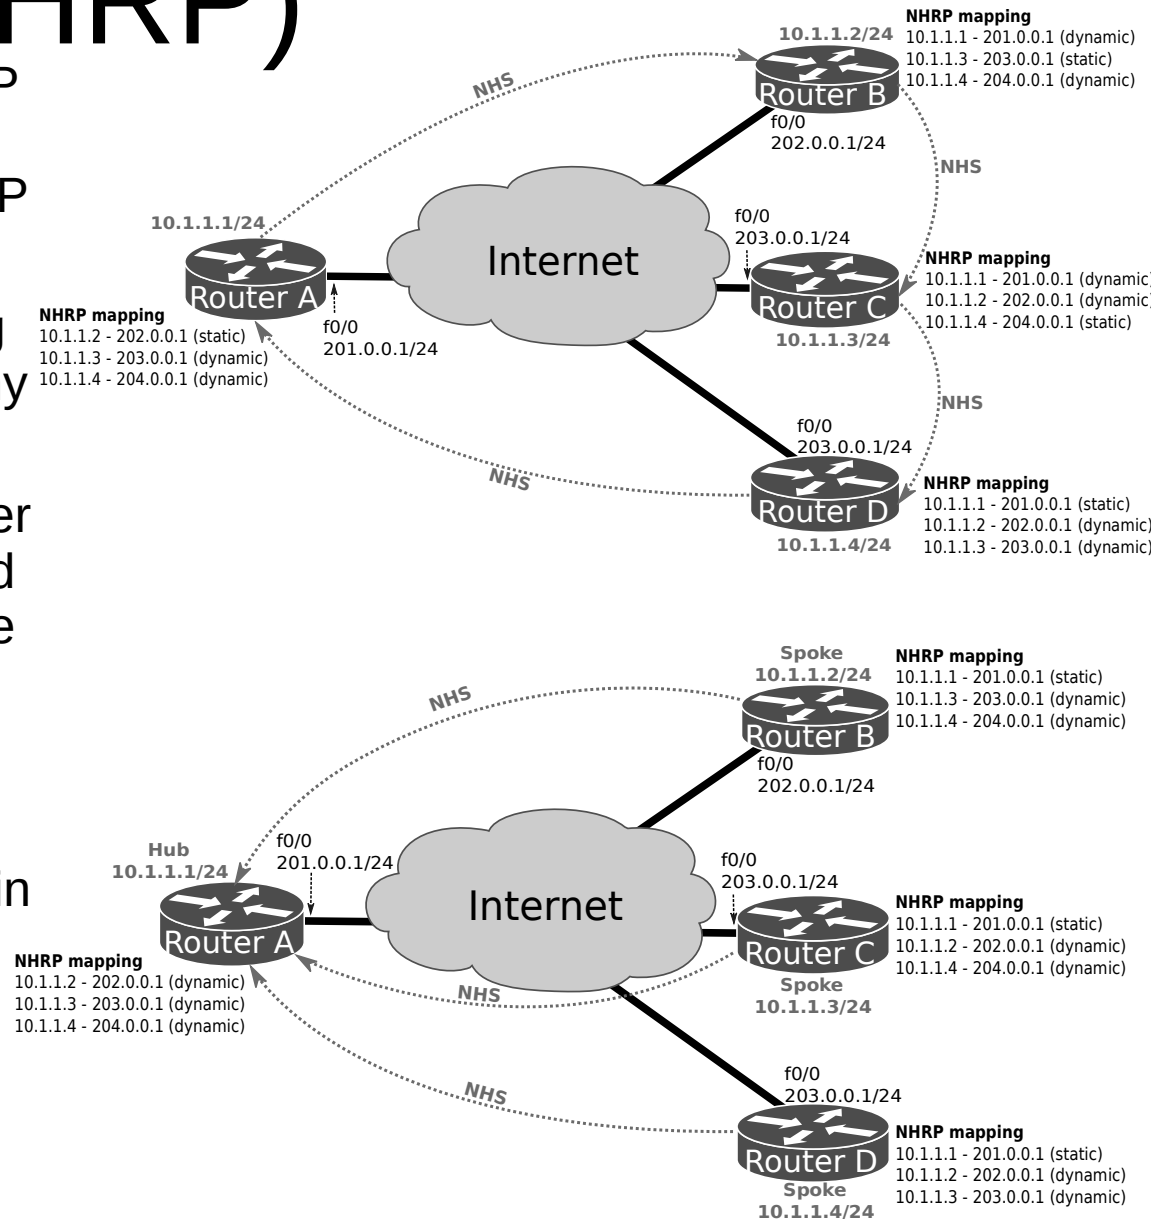 HRP)
P
P
g
y
er
d
e
in
10.1.1.2/24
NHRP mapping
10.1.1.1 - 201.0.0.1 (dynamic)
10.1.1.3 - 203.0.0.1 (static)
10.1.1.4 - 204.0.0.1 (dynamic)
Router B
f0/0
202.0.0.1/24
NHS
NHS
10.1.1.1/24
Router A
f0/0
201.0.0.1/24
NHRP mapping
10.1.1.2 - 202.0.0.1 (static)
10.1.1.3 - 203.0.0.1 (dynamic)
10.1.1.4 - 204.0.0.1 (dynamic)
Internet
f0/0
203.0.0.1/24
Router C
10.1.1.3/24
NHRP mapping
10.1.1.1 - 201.0.0.1 (dynamic)
10.1.1.2 - 202.0.0.1 (dynamic)
10.1.1.4 - 204.0.0.1 (static)
NHS
NHS
f0/0
203.0.0.1/24
Router D
10.1.1.4/24
NHRP mapping
10.1.1.1 - 201.0.0.1 (static)
10.1.1.2 - 202.0.0.1 (dynamic)
10.1.1.3 - 203.0.0.1 (dynamic)
Spoke
10.1.1.2/24
Router B
f0/0
202.0.0.1/24
NHRP mapping
10.1.1.1 - 201.0.0.1 (static)
10.1.1.3 - 203.0.0.1 (dynamic)
10.1.1.4 - 204.0.0.1 (dynamic)
NHS
Hub
10.1.1.1/24
f0/0
201.0.0.1/24
Router A
NHRP mapping
10.1.1.2 - 202.0.0.1 (dynamic)
10.1.1.3 - 203.0.0.1 (dynamic)
10.1.1.4 - 204.0.0.1 (dynamic)
Internet
f0/0
203.0.0.1/24
Router C
Spoke
10.1.1.3/24
NHRP mapping
10.1.1.1 - 201.0.0.1 (static)
10.1.1.2 - 202.0.0.1 (dynamic)
10.1.1.4 - 204.0.0.1 (dynamic)
NHS
NHS
f0/0
203.0.0.1/24
Router D
Spoke
10.1.1.4/24
NHRP mapping
10.1.1.1 - 201.0.0.1 (static)
10.1.1.2 - 202.0.0.1 (dynamic)
10.1.1.3 - 203.0.0.1 (dynamic)